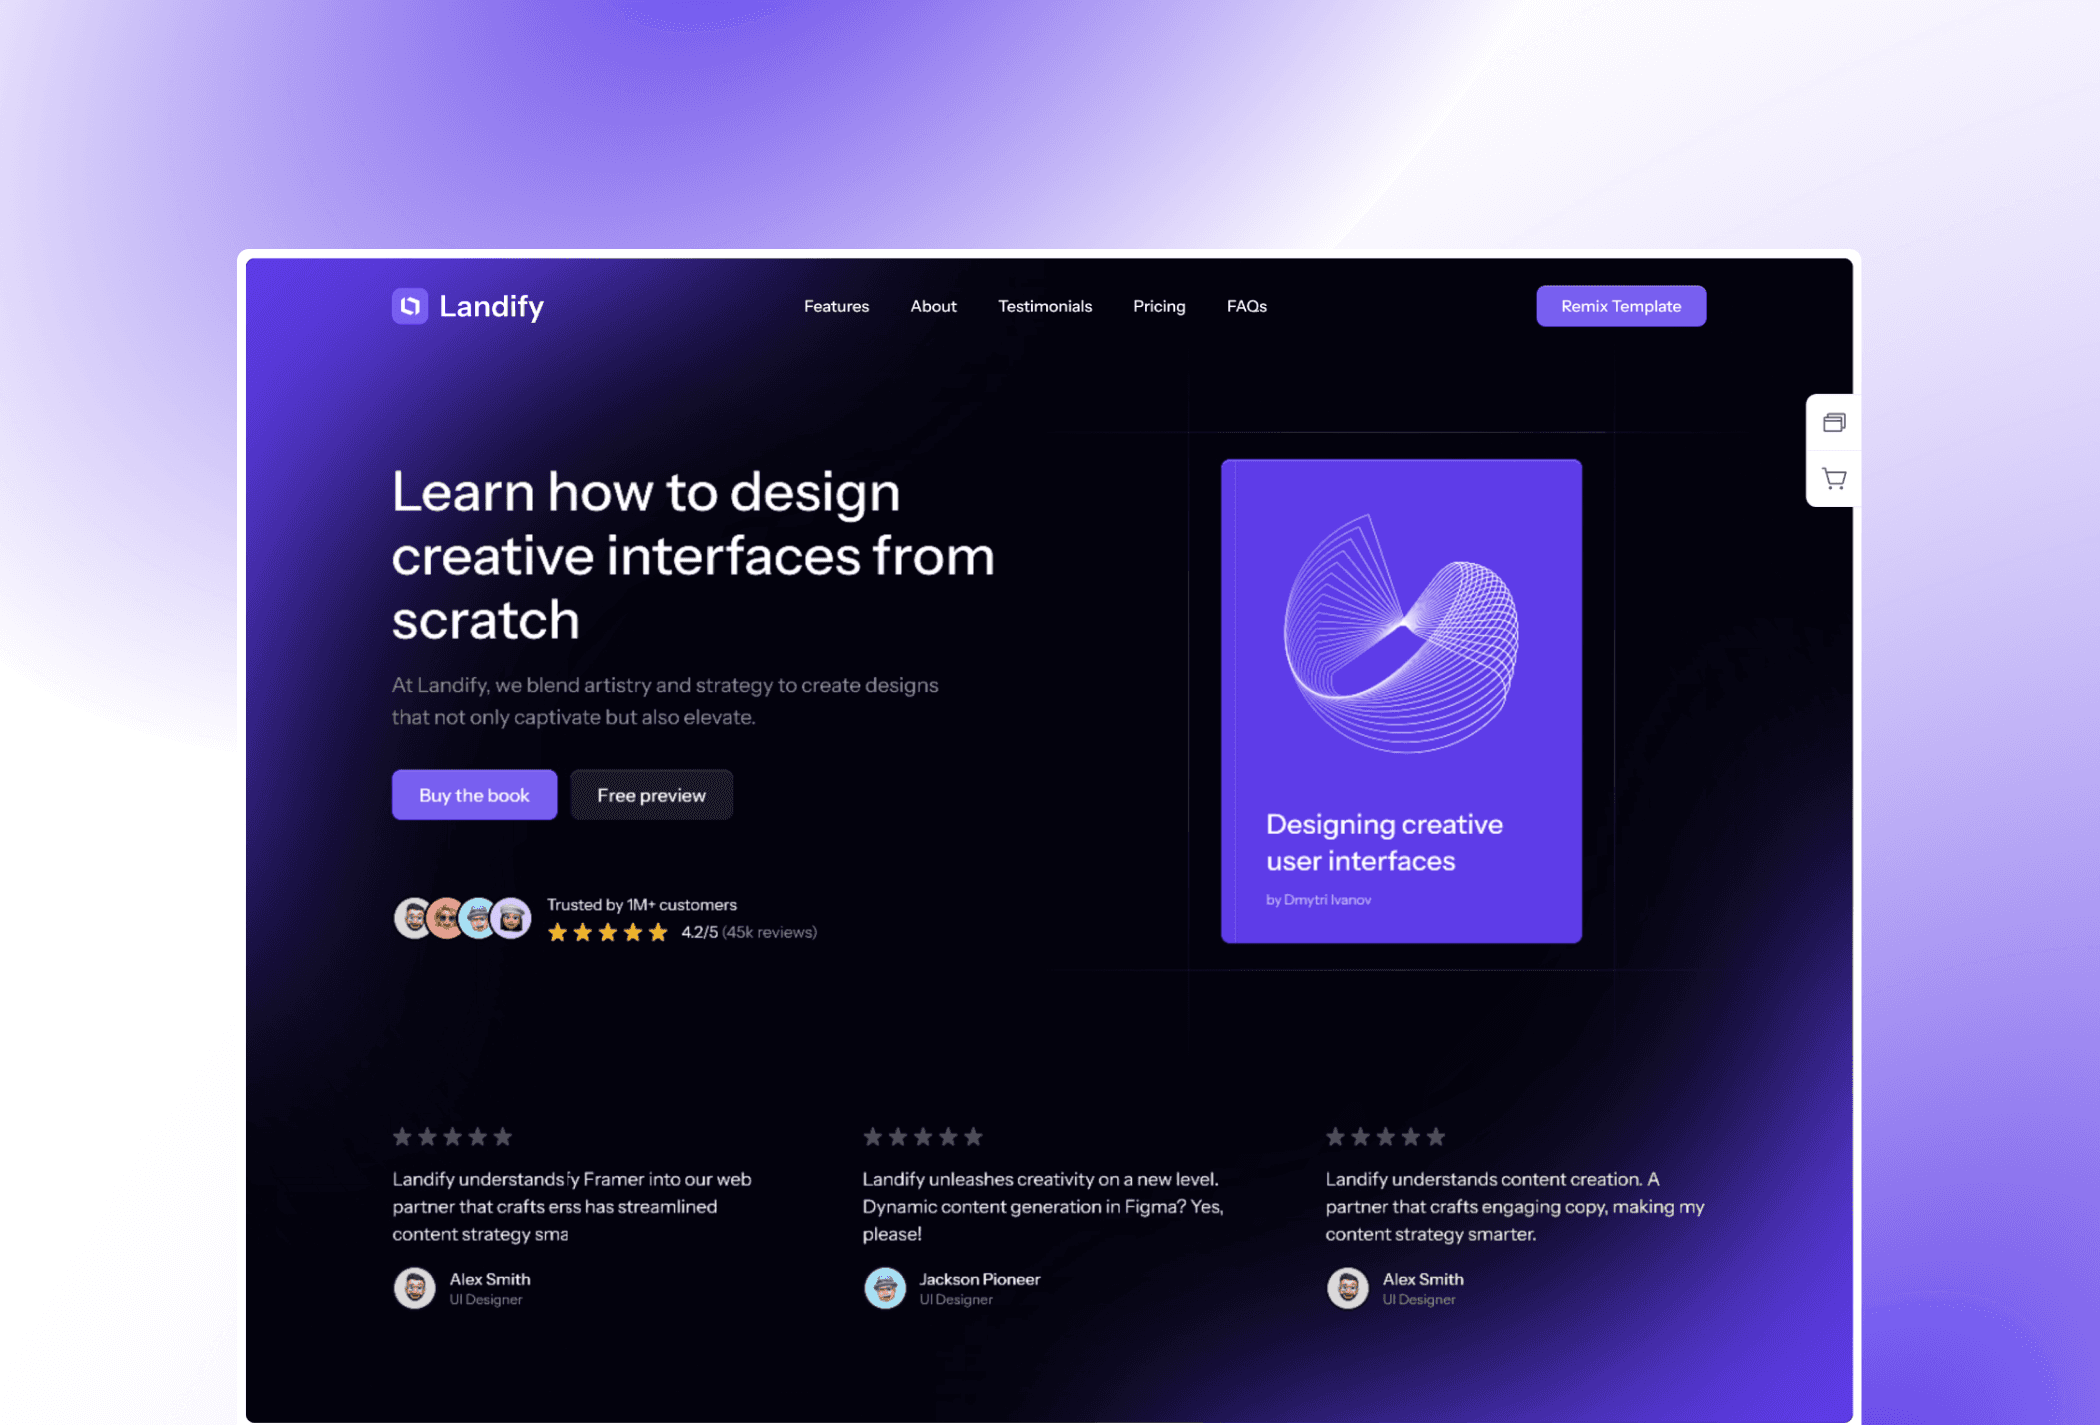 Landify
Features About Testimonials Pricing FAQs
Remix Template
Learn how to design
creative interfaces from
scratch
At Landify, we blend artistry and strategy to create designs
that not only captivate but also elevate.
Buy the book Free preview
Trusted by 1M+ customers
4.2/5 (45k reviews)
Designing creative
user interfaces
by Dmytri Ivanov
Landify understands y Framer into our web
partner that crafts erss has streamlined
content strategy sma
Alex Smith
UI Designer
Landify unleashes creativity on a new level.
Dynamic content generation in Figma? Yes,
please!
Jackson Pioneer
UI Designer
Landify understands content creation. A
partner that crafts engaging copy, making my
content strategy smarter.
Alex Smith
UI Designer